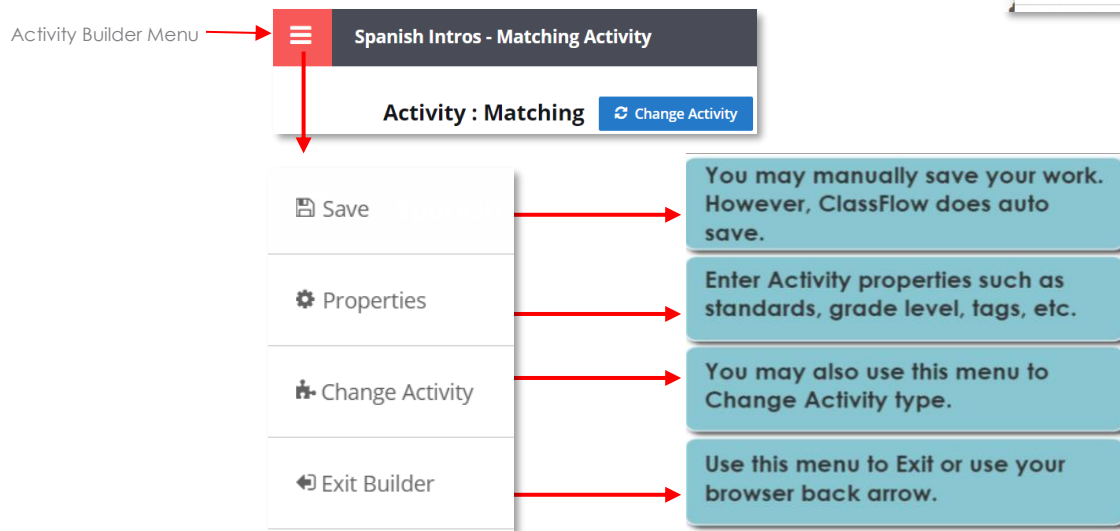 Activity Builder Menu
Spanish Intros - Matching Activity
Activity : Matching
Change Activity
Save
You may manually save your work.
However, ClassFlow does auto
save.
Properties
Enter Activity properties such as
standards, grade level, tags, etc.
Change Activity
You may also use this menu to
Change Activity type.
Exit Builder
Use this menu to Exit or use your
browser back arrow.